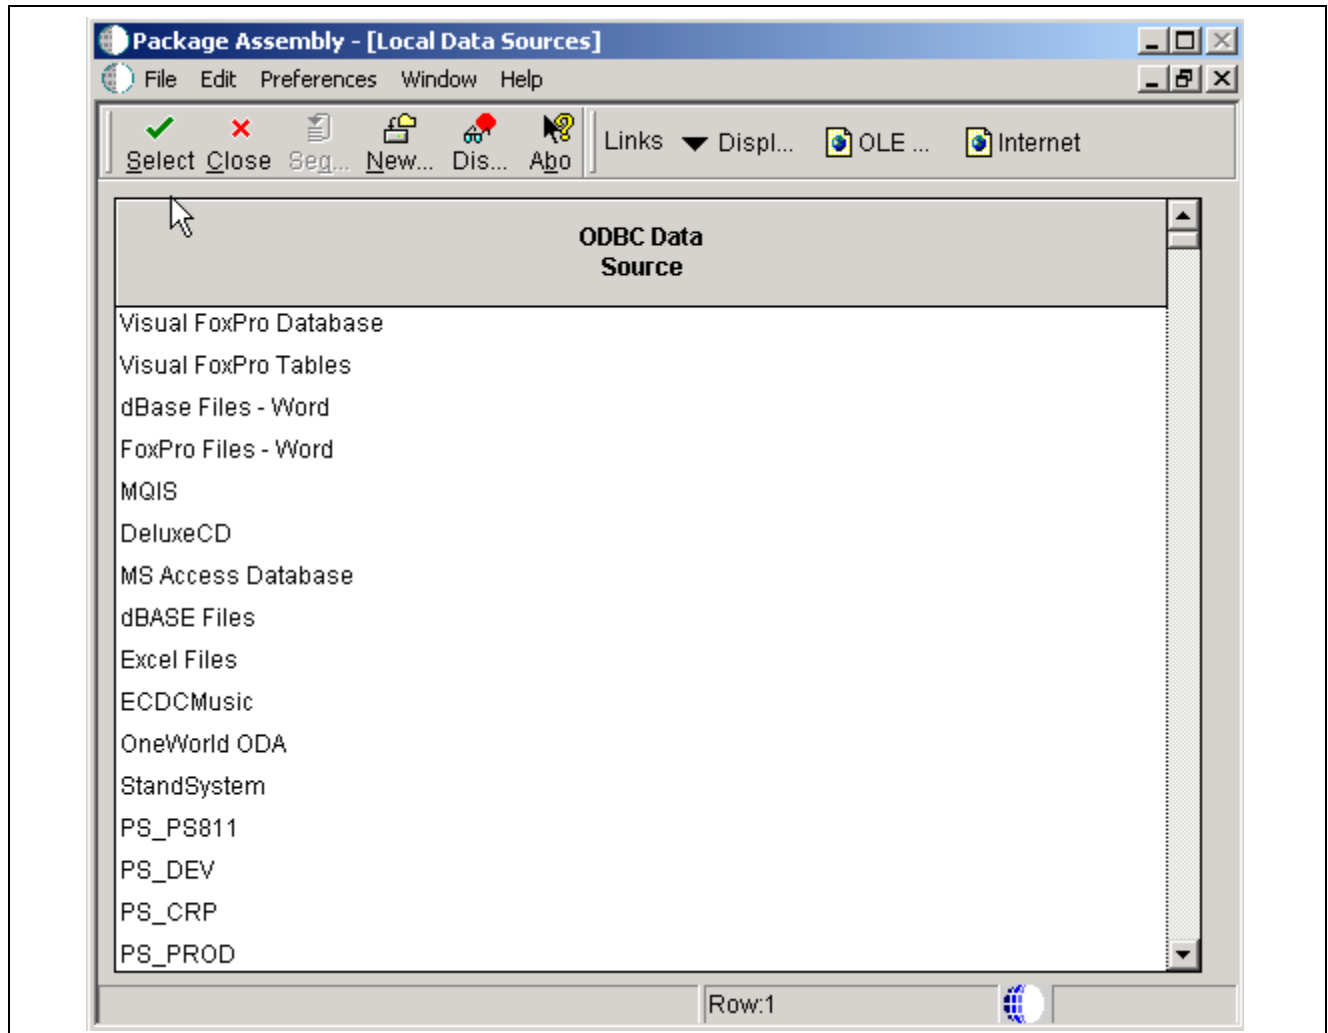 Package Assembly - [Local Data Sources]
File Edit Preferences Window Help
Select Close Seq... New... Dis... Abo Links Displ... OLE ... Internet
ODBC Data
Source
Visual FoxPro Database
Visual FoxPro Tables
dBase Files - Word
FoxPro Files - Word
MQIS
DeluxeCD
MS Access Database
dBASE Files
Excel Files
ECDCMusic
OneWorld ODA
StandSystem
PS_PS811
PS_DEV
PS_CRP
PS_PROD
Row:1